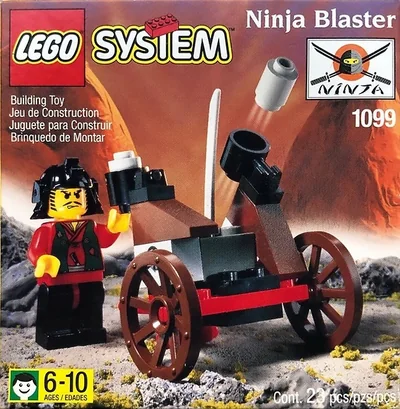 LEGO SYSTEM
Ninja Blaster
NINJA
1099
Building Toy
Jeu de Construction
Juguete para Construir
Brinquedo de Montar
6-10
AGES / EDADES
Cont. 23 pcs/pzs/pçs